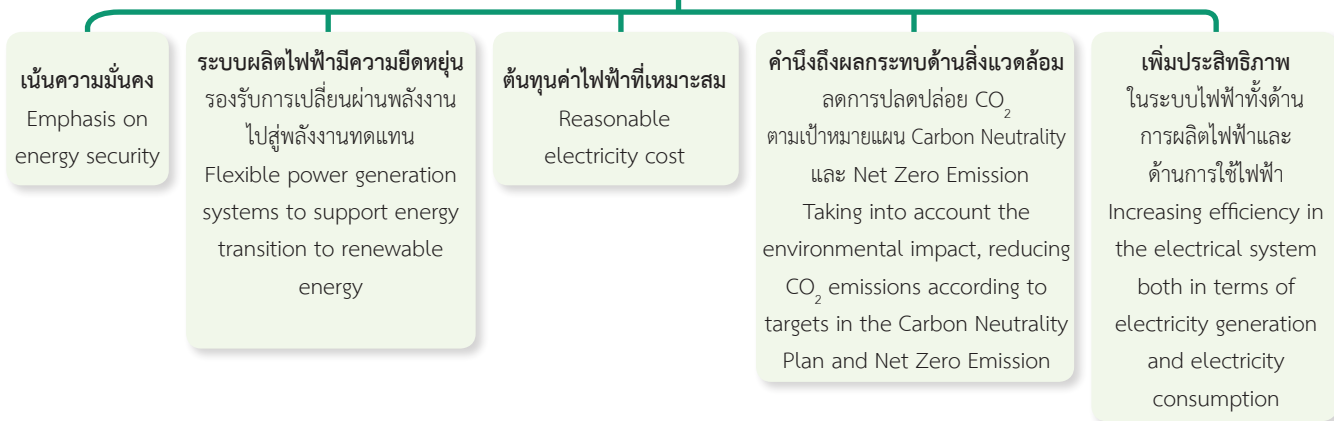 เน้นความมั่นคง
Emphasis on
energy security
ระบบผลิตไฟฟ้ามีความยืดหยุ่น
รองรับการเปลี่ยนผ่านพลังงาน
ไปสู่พลังงานทดแทน
Flexible power generation
systems to support energy
transition to renewable
energy
ต้นทุนค่าไฟฟ้าที่เหมาะสม
Reasonable
electricity cost
คำนึงถึงผลกระทบด้านสิ่งแวดล้อม
ลดการปลดปล่อย CO₂
ตามเป้าหมายแผน Carbon Neutrality
และ Net Zero Emission
Taking into account the
environmental impact, reducing
CO₂ emissions according to
targets in the Carbon Neutrality
Plan and Net Zero Emission
เพิ่มประสิทธิภาพ
ในระบบไฟฟ้าทั้งด้าน
การผลิตไฟฟ้าและ
ด้านการใช้ไฟฟ้า
Increasing efficiency in
the electrical system
both in terms of
electricity generation
and electricity
consumption